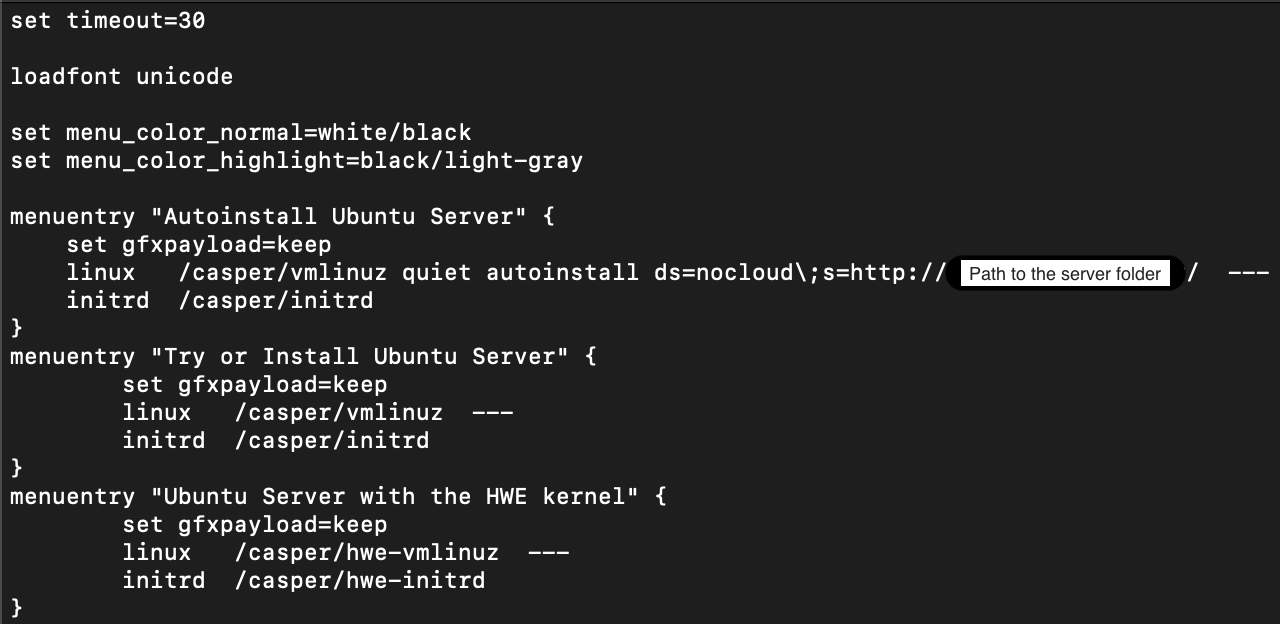 set timeout=30
loadfont unicode
set menu_color_normal=white/black
set menu_color_highlight=black/light-gray
menuentry "Autoinstall Ubuntu Server" {
    set gfxpayload=keep
    linux   /casper/vmlinuz quiet autoinstall ds=nocloud\;s=http:// Path to the server folder /  ---
    initrd  /casper/initrd
}
menuentry "Try or Install Ubuntu Server" {
        set gfxpayload=keep
        linux   /casper/vmlinuz  ---
        initrd  /casper/initrd
}
menuentry "Ubuntu Server with the HWE kernel" {
        set gfxpayload=keep
        linux   /casper/hwe-vmlinuz  ---
        initrd  /casper/hwe-initrd
}